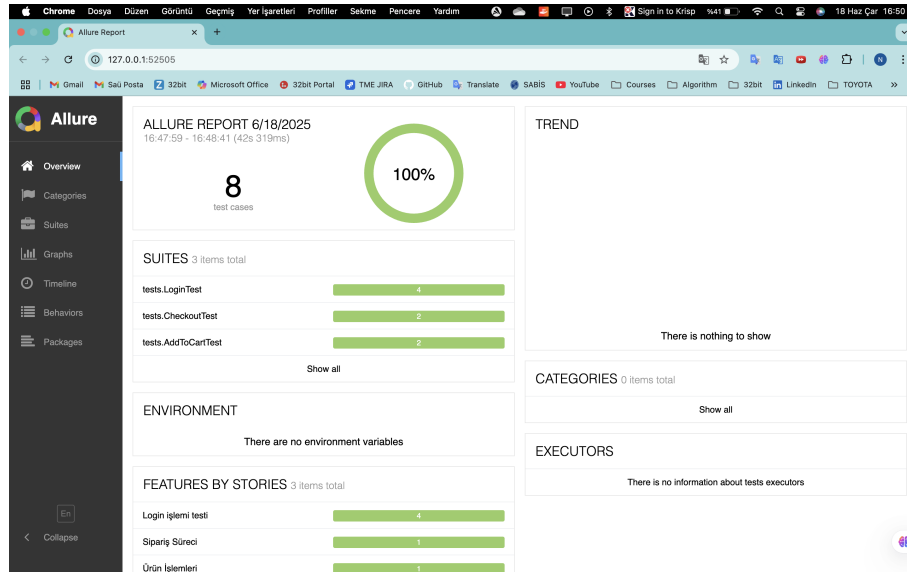 Chrome Dosya Düzen Görüntü Geçmiş Yer İşaretleri Profiller Sekme Pencere Yardım Sign in to Krisp %41 18 Haz Çar 16:50
Allure Report
127.0.0.1:52505
Gmail Saü Posta 32bit Microsoft Office 32bit Portal TME JIRA GitHub Translate SABİS YouTube Courses Algorithm 32bit LinkedIn TOYOTA
Allure
Overview
Categories
Suites
Graphs
Timeline
Behaviors
Packages
En
Collapse
ALLURE REPORT 6/18/2025
16:47:59 - 16:48:41 (42s 319ms)
8
test cases
100%
SUITES 3 items total
tests.LoginTest 4
tests.CheckoutTest 2
tests.AddToCartTest 2
Show all
ENVIRONMENT
There are no environment variables
FEATURES BY STORIES 3 items total
Login işlemi testi 4
Sipariş Süreci 1
Ürün İşlemleri 1
TREND
There is nothing to show
CATEGORIES 0 items total
Show all
EXECUTORS
There is no information about tests executors